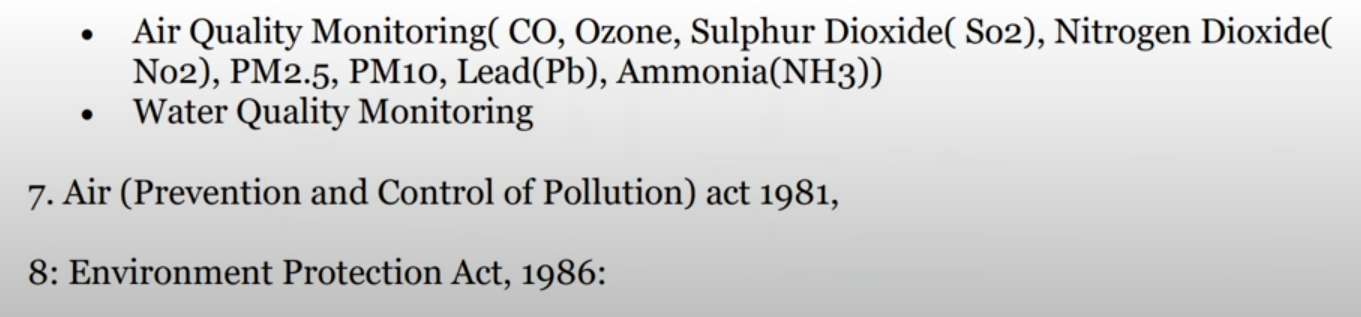 • Air Quality Monitoring( CO, Ozone, Sulphur Dioxide( So2), Nitrogen Dioxide(
No2), PM2.5, PM10, Lead(Pb), Ammonia(NH3))
• Water Quality Monitoring
7. Air (Prevention and Control of Pollution) act 1981,
8: Environment Protection Act, 1986: